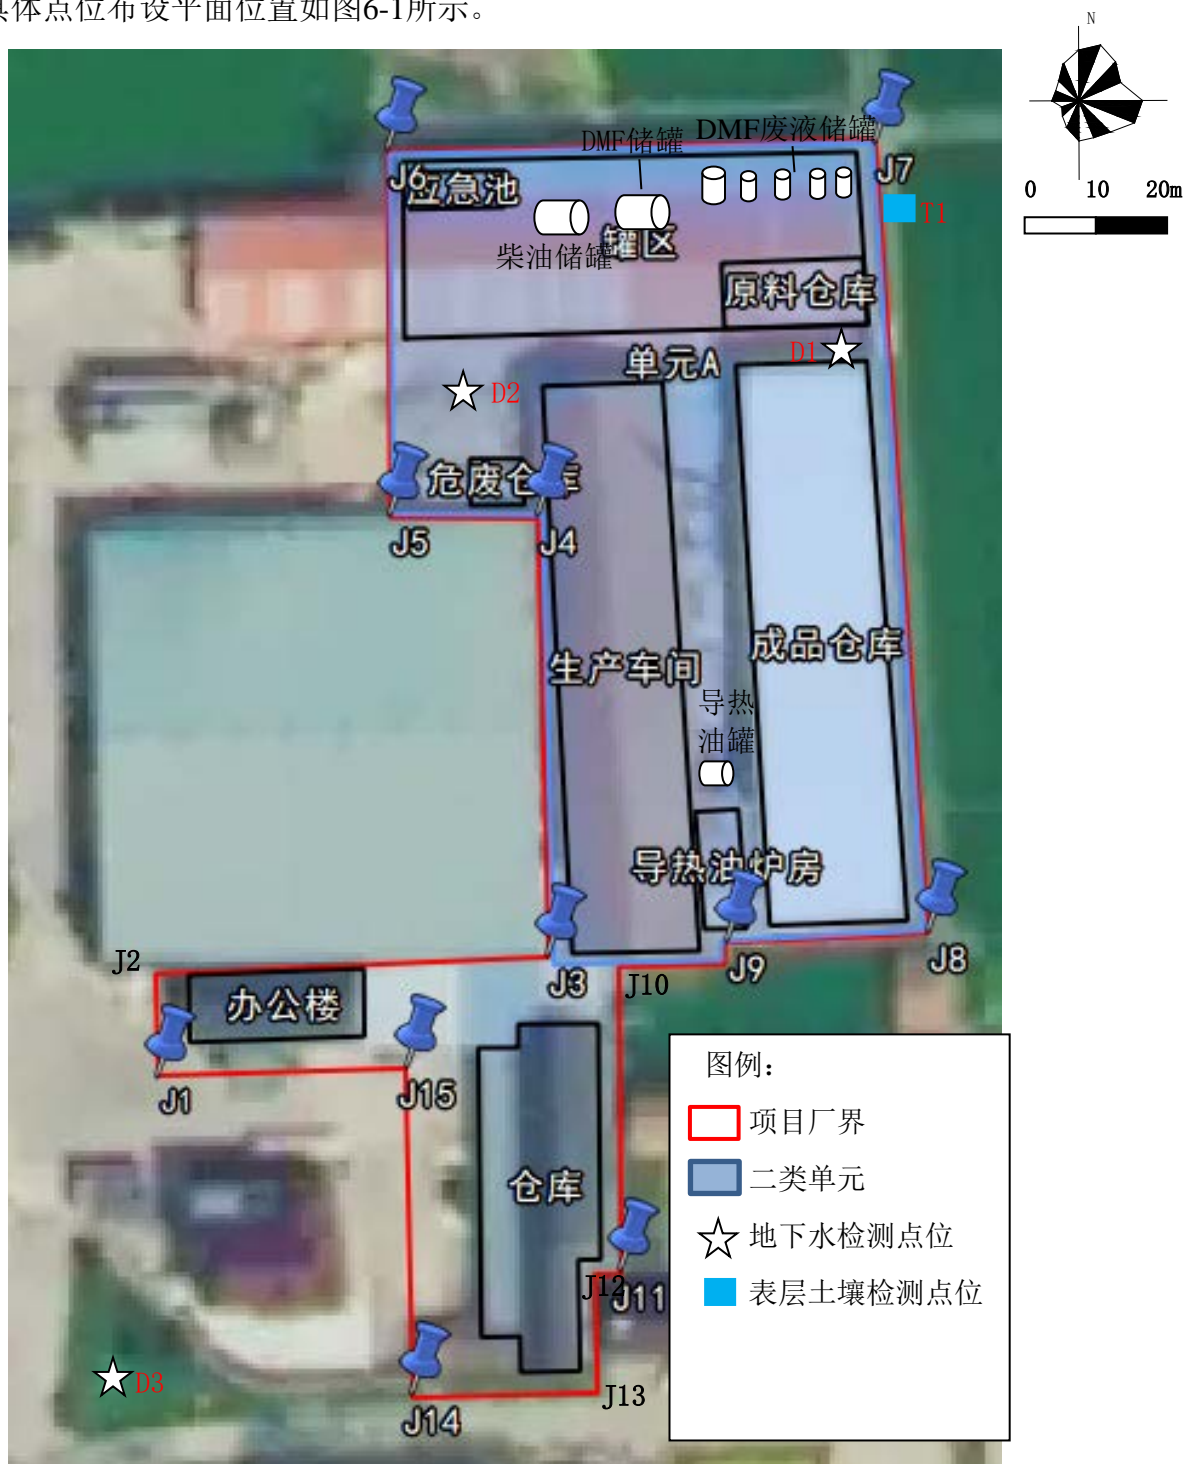 具体点位布设平面位置如图6-1所示。
N
0 10 20m
DMF储罐
DMF废液储罐
J6
应急池
J7
T1
柴油储罐
罐区
原料仓库
D1
单元A
D2
危废仓库
J5
J4
成品仓库
生产车间
导热
油罐
导热油炉房
J2
J3
J10
J9
J8
办公楼
J1
J15
仓库
J12
J11
D3
J13
J14
图例：
项目厂界
二类单元
地下水检测点位
表层土壤检测点位